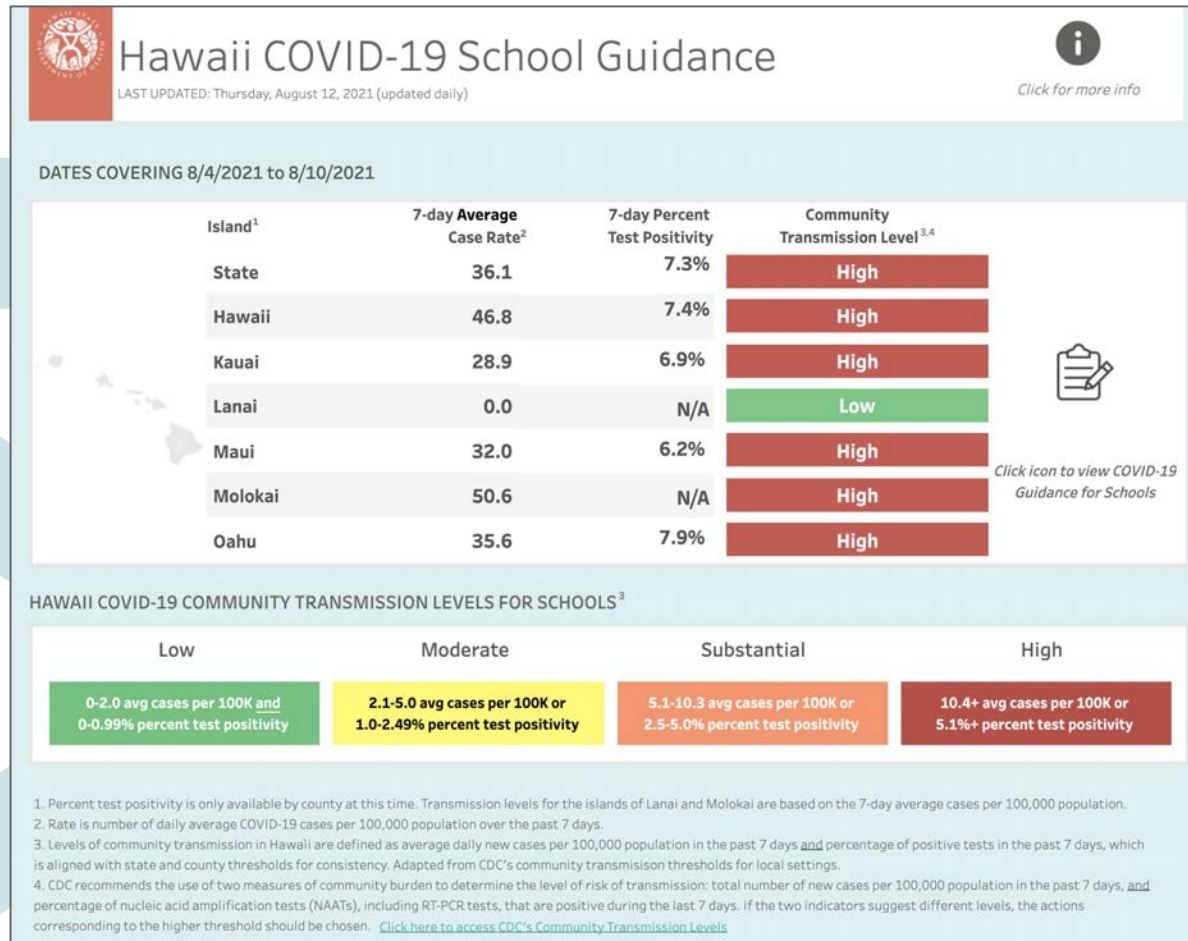 Hawaii COVID-19 School Guidance
LAST UPDATED: Thursday, August 12, 2021 (updated daily)
Click for more info
DATES COVERING 8/4/2021 to 8/10/2021
Island¹ 7-day Average Case Rate² 7-day Percent Test Positivity Community Transmission Level³,⁴
State 36.1 7.3% High
Hawaii 46.8 7.4% High
Kauai 28.9 6.9% High
Lanai 0.0 N/A Low
Maui 32.0 6.2% High
Molokai 50.6 N/A High
Oahu 35.6 7.9% High
Click icon to view COVID-19
Guidance for Schools
HAWAII COVID-19 COMMUNITY TRANSMISSION LEVELS FOR SCHOOLS³
Low Moderate Substantial High
0-2.0 avg cases per 100K and
0-0.99% percent test positivity
2.1-5.0 avg cases per 100K or
1.0-2.49% percent test positivity
5.1-10.3 avg cases per 100K or
2.5-5.0% percent test positivity
10.4+ avg cases per 100K or
5.1%+ percent test positivity
1. Percent test positivity is only available by county at this time. Transmission levels for the islands of Lanai and Molokai are based on the 7-day average cases per 100,000 population.
2. Rate is number of daily average COVID-19 cases per 100,000 population over the past 7 days.
3. Levels of community transmission in Hawaii are defined as average daily new cases per 100,000 population in the past 7 days and percentage of positive tests in the past 7 days, which
is aligned with state and county thresholds for consistency. Adapted from CDC's community transmisison thresholds for local settings.
4. CDC recommends the use of two measures of community burden to determine the level of risk of transmission: total number of new cases per 100,000 population in the past 7 days, and
percentage of nucleic acid amplification tests (NAATs), including RT-PCR tests, that are positive during the last 7 days. If the two indicators suggest different levels, the actions
corresponding to the higher threshold should be chosen. Click here to access CDC's Community Transmission Levels